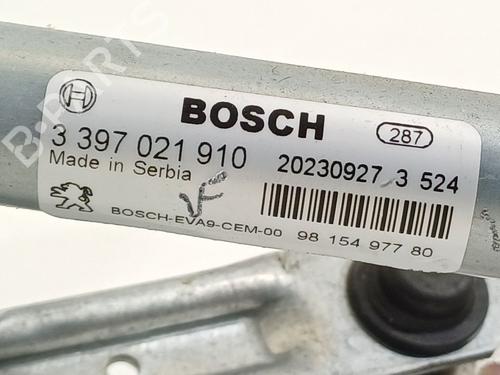 B-PARTS
BOSCH
287
3 397 021 910
20230927 3 524
Made in Serbia
BOSCH-EVA9-CEM-00
98 154 977 80